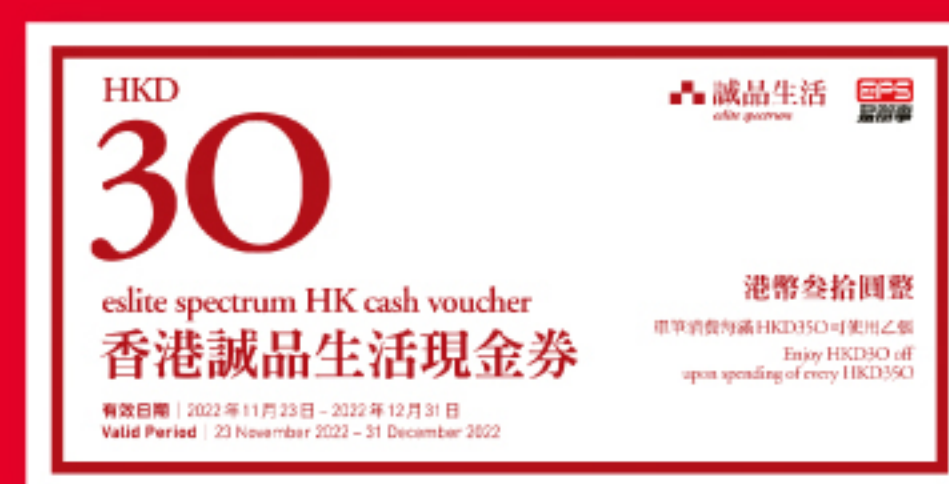 HKD
30
誠品生活
eslite spectrum
EPS
易辦事
eslite spectrum HK cash voucher
香港誠品生活現金券
港幣叁拾圓整
單筆消費每滿HKD350可使用乙張
Enjoy HKD30 off
upon spending of every HKD350
有效日期｜2022年11月23日 – 2022年12月31日
Valid Period | 23 November 2022 – 31 December 2022